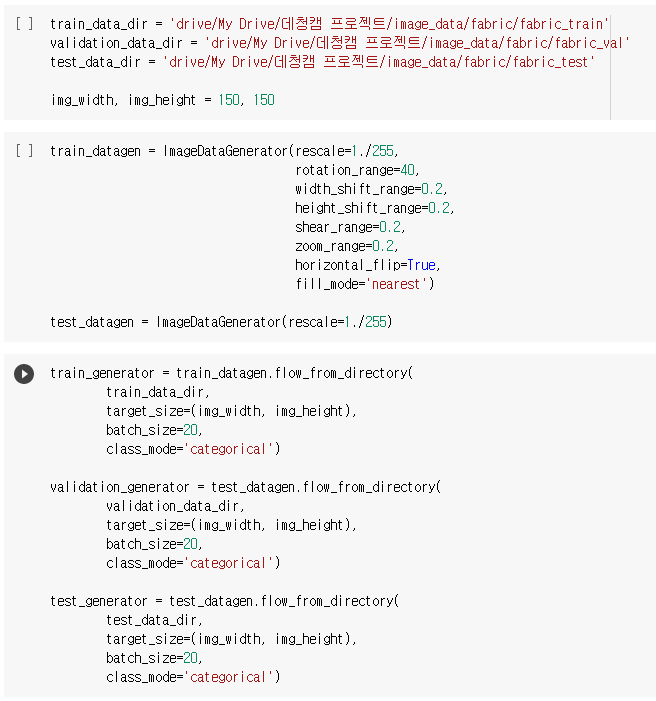 [ ] train_data_dir = 'drive/My Drive/데청캠 프로젝트/image_data/fabric/fabric_train'
validation_data_dir = 'drive/My Drive/데청캠 프로젝트/image_data/fabric/fabric_val'
test_data_dir = 'drive/My Drive/데청캠 프로젝트/image_data/fabric/fabric_test'
img_width, img_height = 150, 150
[ ] train_datagen = ImageDataGenerator(rescale=1./255,
rotation_range=40,
width_shift_range=0.2,
height_shift_range=0.2,
shear_range=0.2,
zoom_range=0.2,
horizontal_flip=True,
fill_mode='nearest')
test_datagen = ImageDataGenerator(rescale=1./255)
train_generator = train_datagen.flow_from_directory(
train_data_dir,
target_size=(img_width, img_height),
batch_size=20,
class_mode='categorical')
validation_generator = test_datagen.flow_from_directory(
validation_data_dir,
target_size=(img_width, img_height),
batch_size=20,
class_mode='categorical')
test_generator = test_datagen.flow_from_directory(
test_data_dir,
target_size=(img_width, img_height),
batch_size=20,
class_mode='categorical')